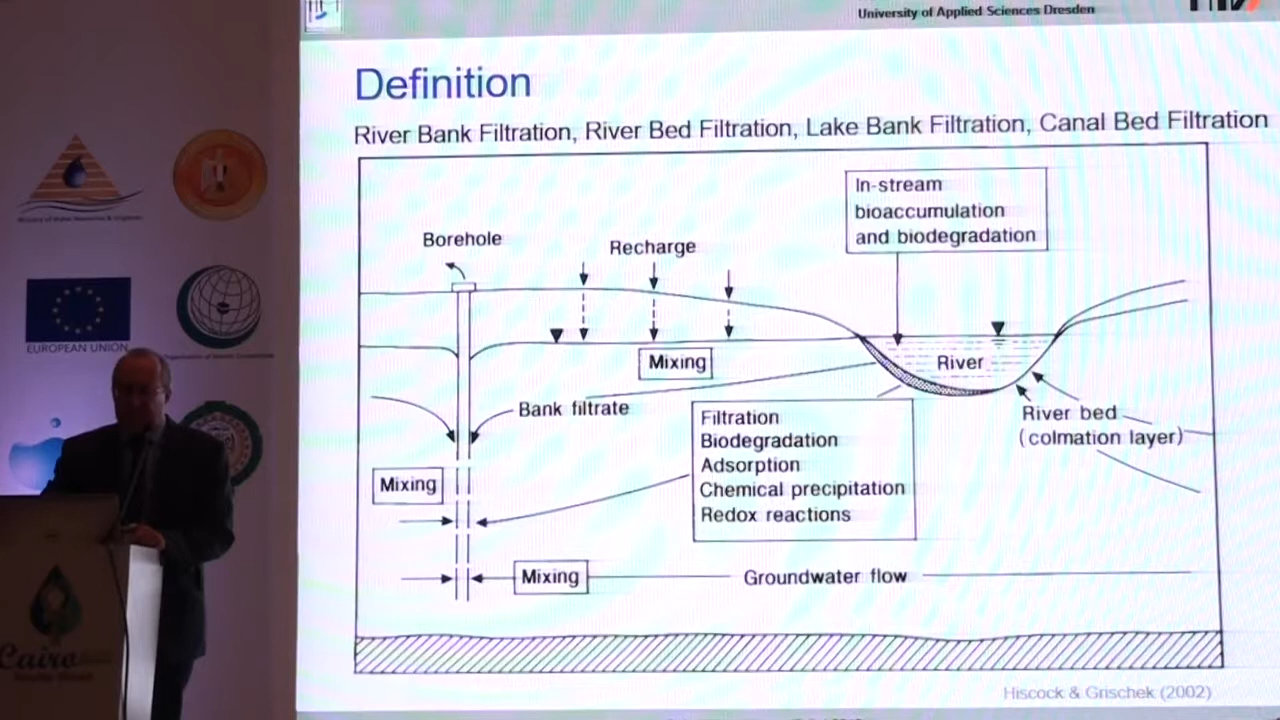 University of Applied Sciences Dresden
Definition
River Bank Filtration, River Bed Filtration, Lake Bank Filtration, Canal Bed Filtration
In-stream
bioaccumulation
and biodegradation
Borehole
Recharge
Mixing
River
Bank filtrate
River bed
(colmation layer)
Filtration
Biodegradation
Adsorption
Chemical precipitation
Redox reactions
Mixing
Mixing
Groundwater flow
Hiscock & Grischek (2002)
EUROPEAN UNION
Cairo